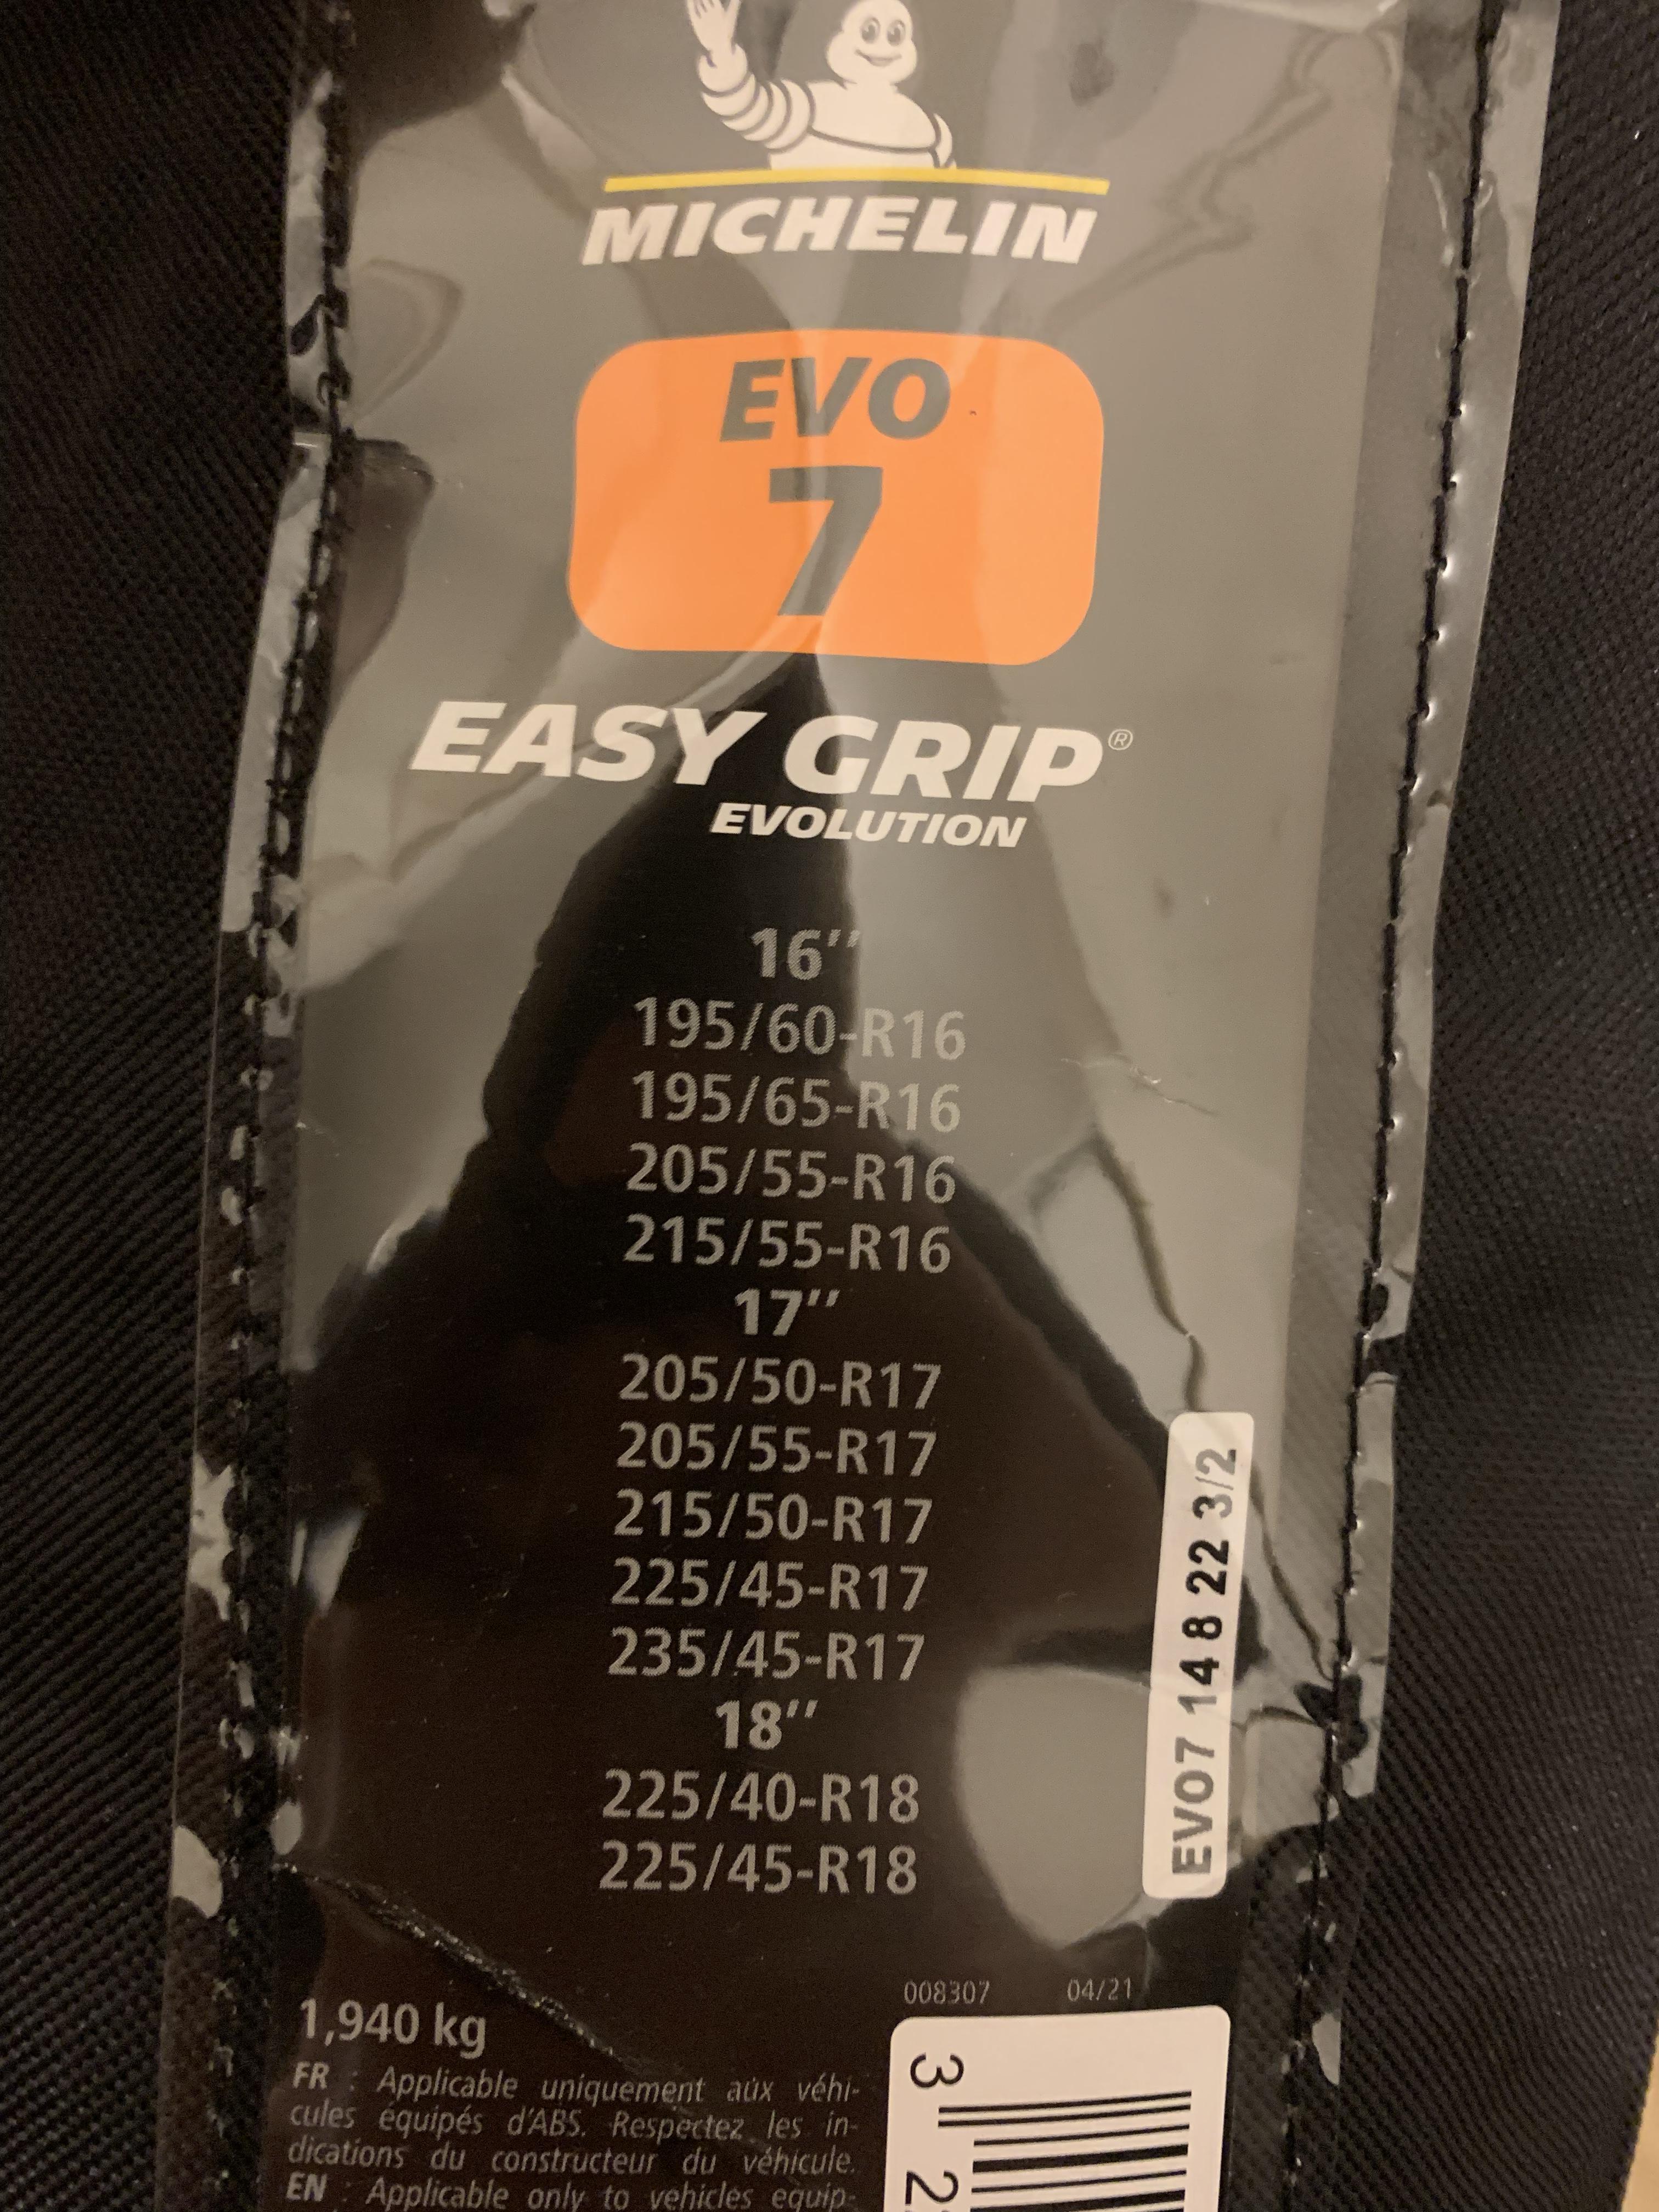 MICHELIN
EVO
7
EASY GRIP®
EVOLUTION
16’’
195/60-R16
195/65-R16
205/55-R16
215/55-R16
17’’
205/50-R17
205/55-R17
215/50-R17
225/45-R17
235/45-R17
18’’
225/40-R18
225/45-R18
EVO7 14 8 22 3/2
008307 04/21
1,940 kg
FR : Applicable uniquement aux véhi-
cules équipés d'ABS. Respectez les in-
dications du constructeur du véhicule.
EN : Applicable only to vehicles equip-
3 2